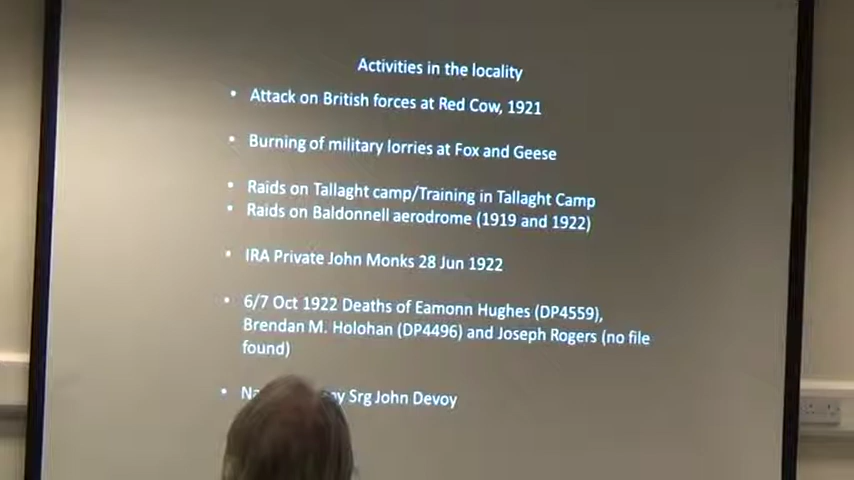 Activities in the locality
• Attack on British forces at Red Cow, 1921
• Burning of military lorries at Fox and Geese
• Raids on Tallaght camp/Training in Tallaght Camp
• Raids on Baldonnell aerodrome (1919 and 1922)
• IRA Private John Monks 28 Jun 1922
• 6/7 Oct 1922 Deaths of Eamonn Hughes (DP4559),
Brendan M. Holohan (DP4496) and Joseph Rogers (no file
found)
• Srg John Devoy